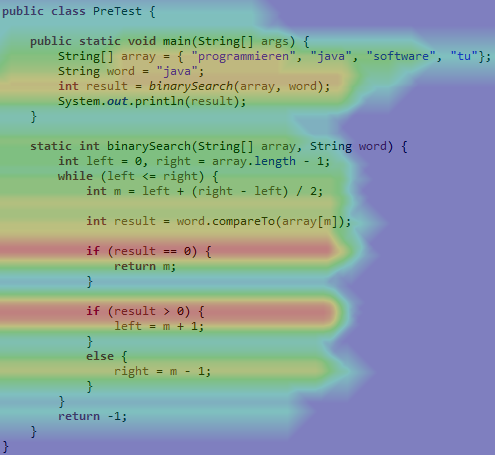 public class PreTest {
public static void main(String[] args) {
String[] array = { "programmieren", "java", "software", "tu"};
String word = "java";
int result = binarySearch(array, word);
System.out.println(result);
}
static int binarySearch(String[] array, String word) {
int left = 0, right = array.length - 1;
while (left <= right) {
int m = left + (right - left) / 2;
int result = word.compareTo(array[m]);
if (result == 0) {
return m;
}
if (result > 0) {
left = m + 1;
}
else {
right = m - 1;
}
}
return -1;
}
}